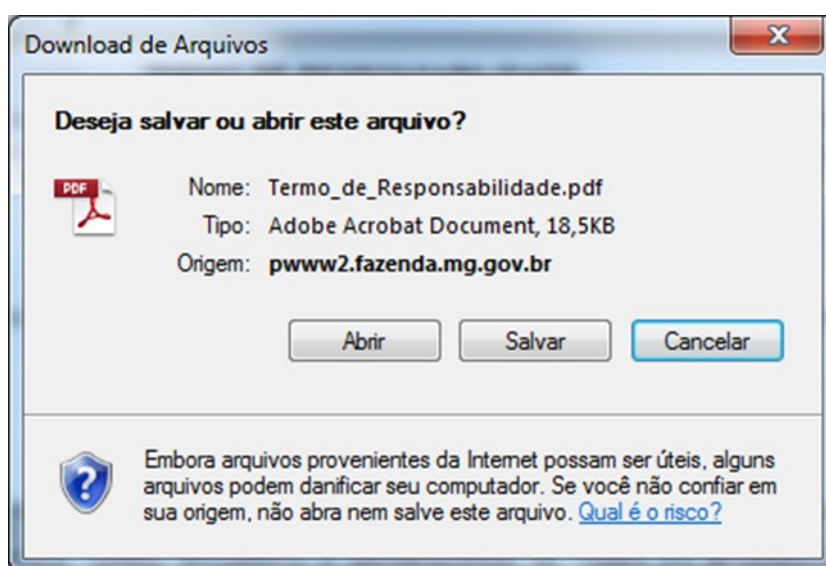 Download de Arquivos
Deseja salvar ou abrir este arquivo?
PDF
Nome: Termo_de_Responsabilidade.pdf
Tipo: Adobe Acrobat Document, 18,5KB
Origem: pwww2.fazenda.mg.gov.br
Abrir Salvar Cancelar
Embora arquivos provenientes da Internet possam ser úteis, alguns
arquivos podem danificar seu computador. Se você não confiar em
sua origem, não abra nem salve este arquivo. Qual é o risco?